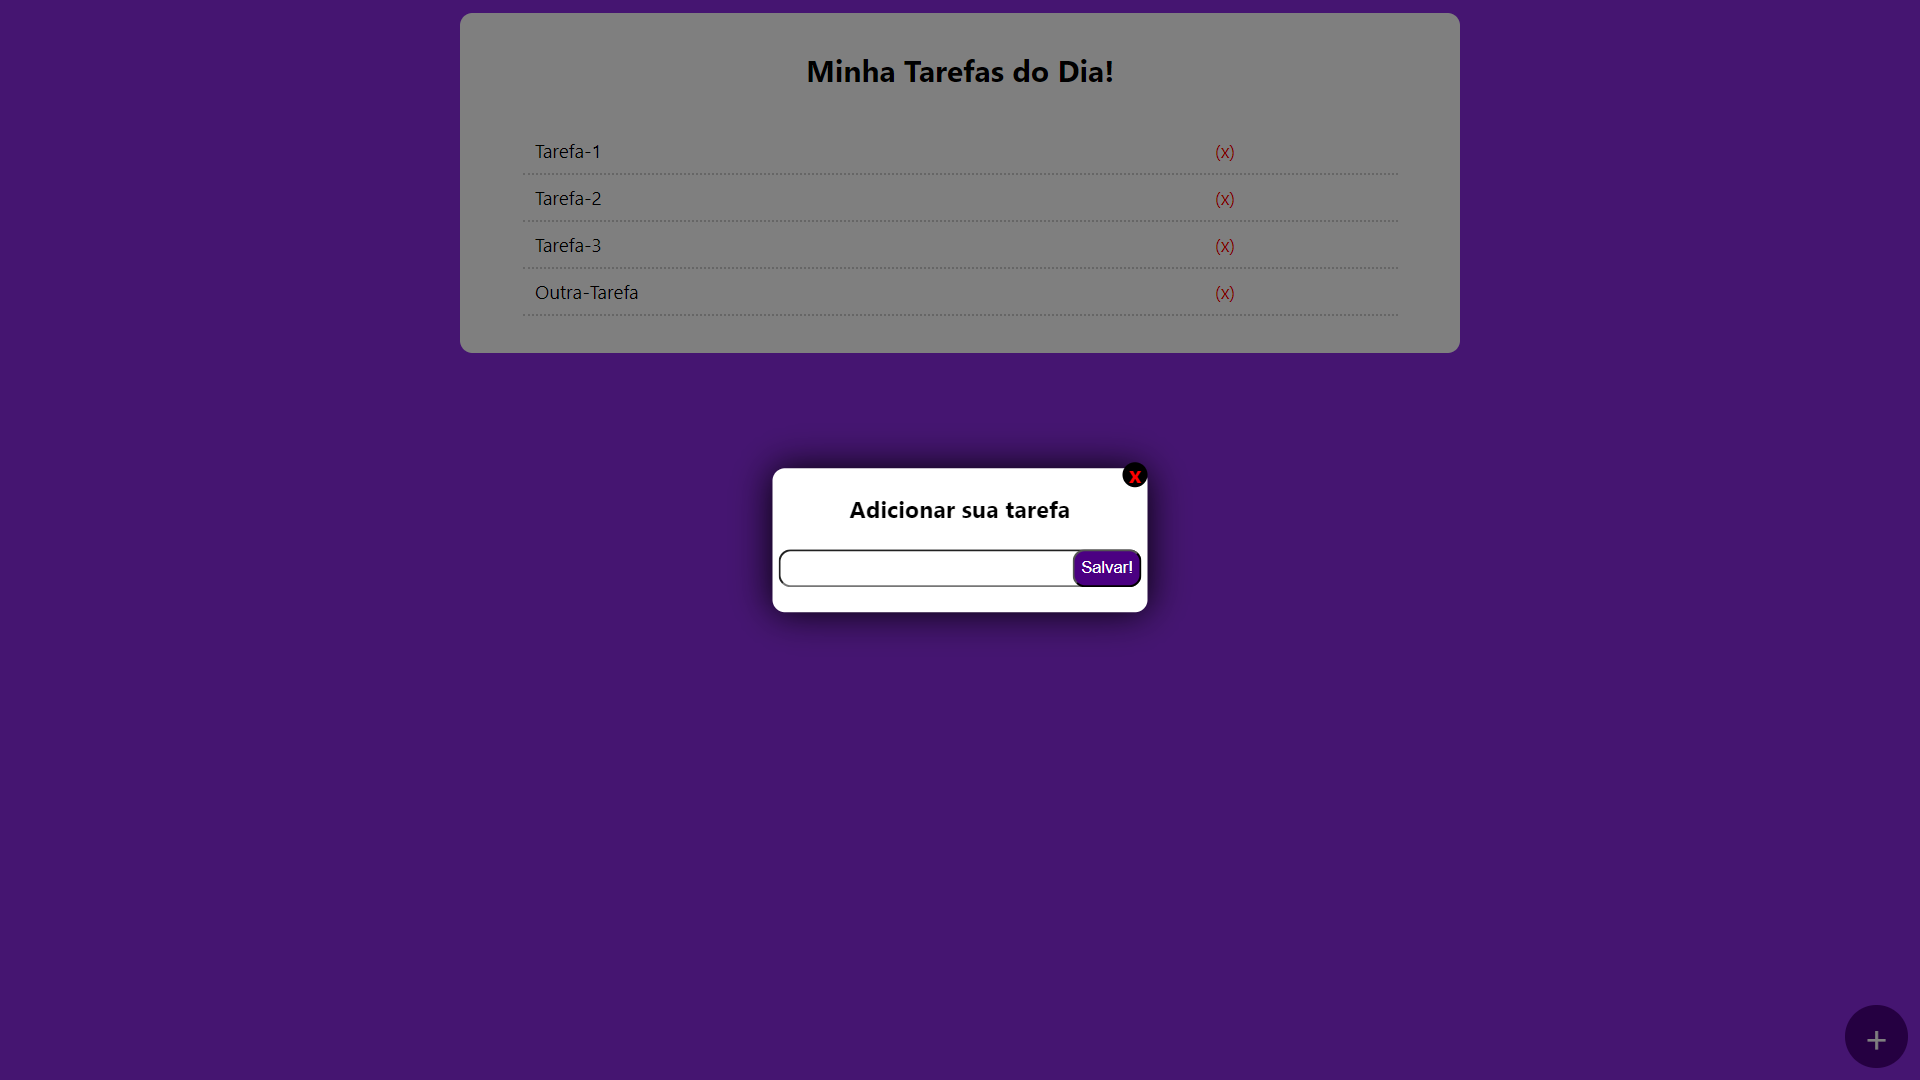 Minha Tarefas do Dia!
Tarefa-1 (x)
Tarefa-2 (x)
Tarefa-3 (x)
Outra-Tarefa (x)
x
Adicionar sua tarefa
Salvar!
+